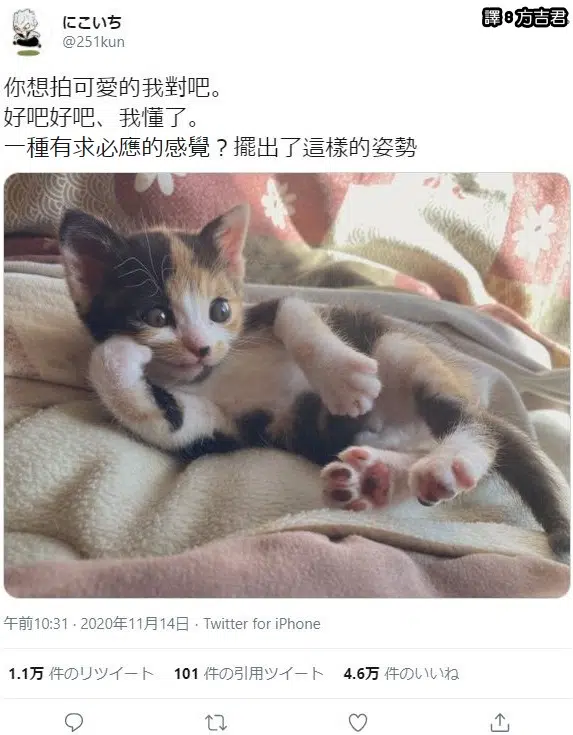 にこいち
@251kun
譯●方吉君
你想拍可愛的我對吧。
好吧好吧、我懂了。
一種有求必應的感覺？擺出了這樣的姿勢
午前10:31 · 2020年11月14日 · Twitter for iPhone
1.1万 件のリツイート 101 件の引用ツイート 4.6万 件のいいね